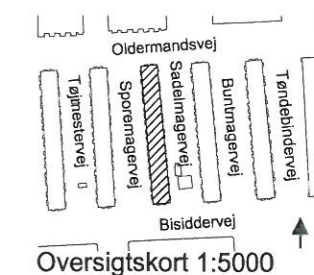 Oldermandsvej
Tøjmestervej
Sporemagervej
Sadelmagervej
Buntmagervej
Tøndebindervej
Bisiddervej
Oversigtskort 1:5000